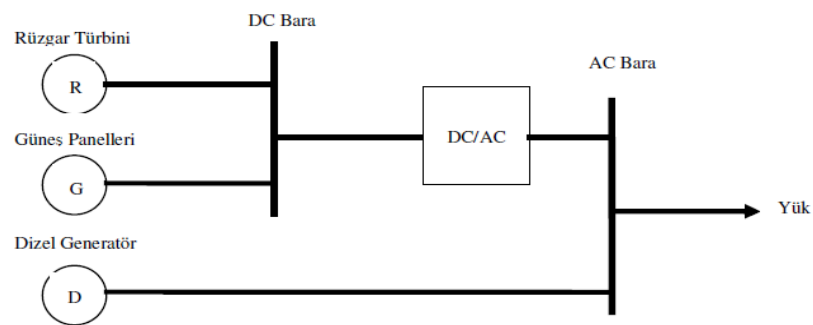 DC Bara
Rüzgar Türbini
AC Bara
R
DC/AC
Güneş Panelleri
G
Yük
Dizel Generatör
D